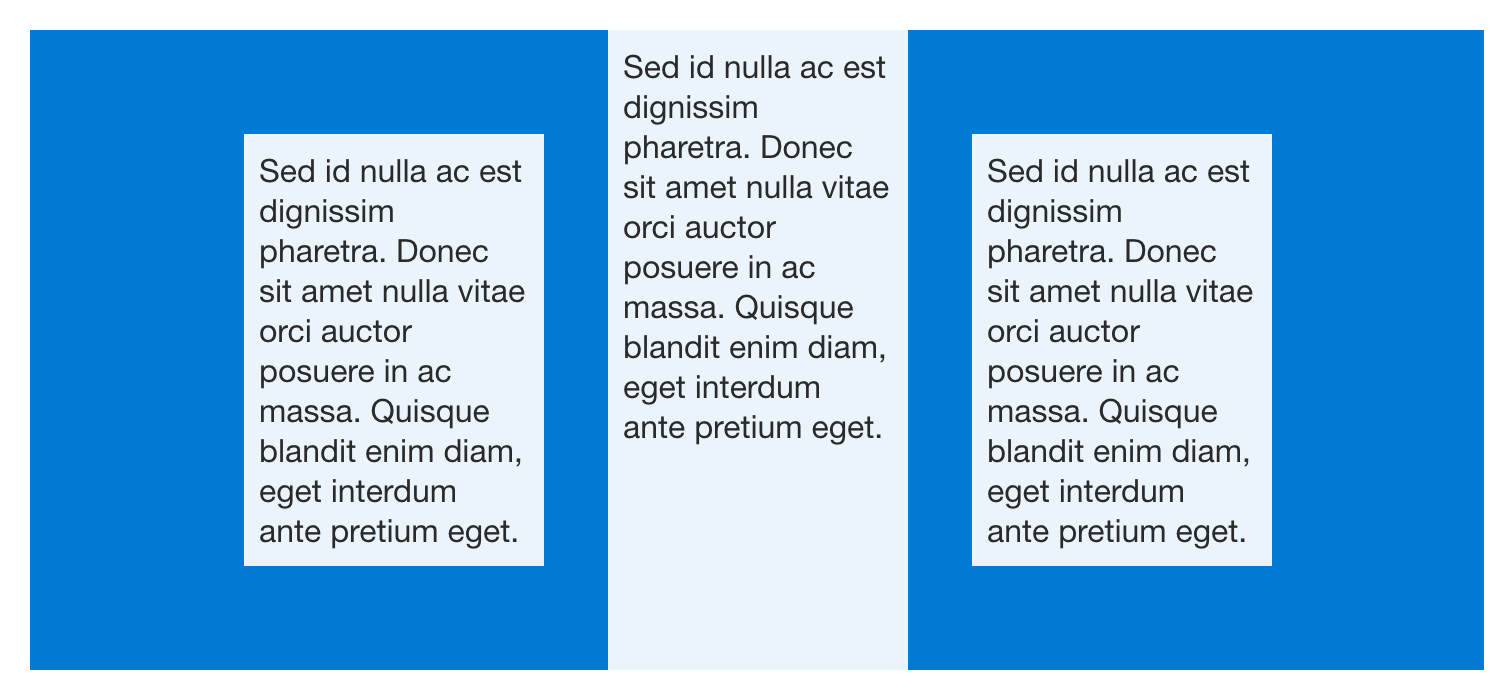 Sed id nulla ac est
dignissim
pharetra. Donec
sit amet nulla vitae
orci auctor
posuere in ac
massa. Quisque
blandit enim diam,
eget interdum
ante pretium eget.
Sed id nulla ac est
dignissim
pharetra. Donec
sit amet nulla vitae
orci auctor
posuere in ac
massa. Quisque
blandit enim diam,
eget interdum
ante pretium eget.
Sed id nulla ac est
dignissim
pharetra. Donec
sit amet nulla vitae
orci auctor
posuere in ac
massa. Quisque
blandit enim diam,
eget interdum
ante pretium eget.